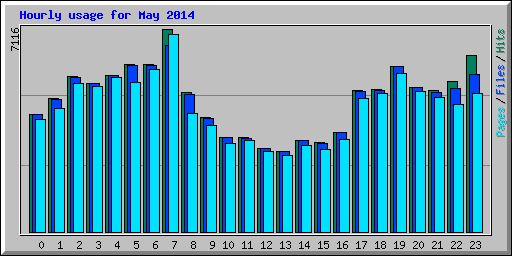 Hourly usage for May 2014
7116
Pages/Files/Hits
0 1 2 3 4 5 6 7 8 9 10 11 12 13 14 15 16 17 18 19 20 21 22 23